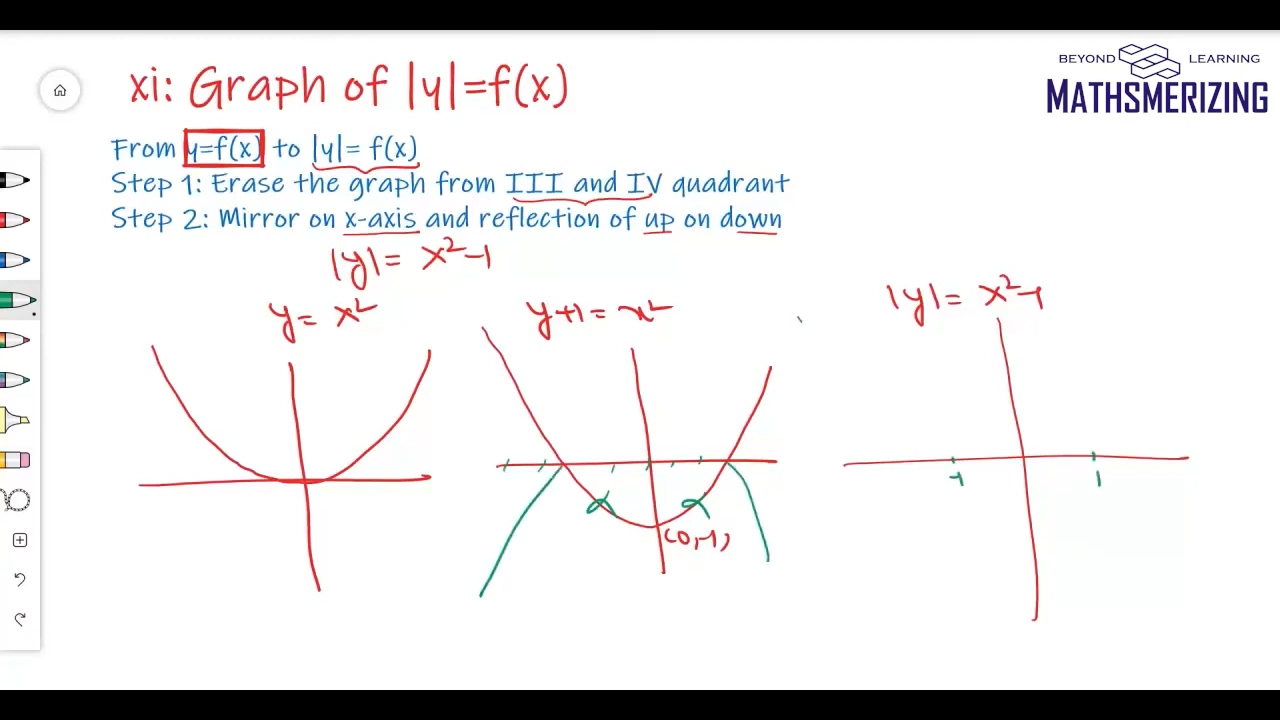 BEYOND LEARNING
MATHSMERIZING
xi: Graph of |y|=f(x)
From y=f(x) to |y|= f(x)
Step 1: Erase the graph from III and IV quadrant
Step 2: Mirror on x-axis and reflection of up on down
|y| = x²-1
y = x²
y+1 = x²
|y| = x²-1
(0,-1)
-1
1